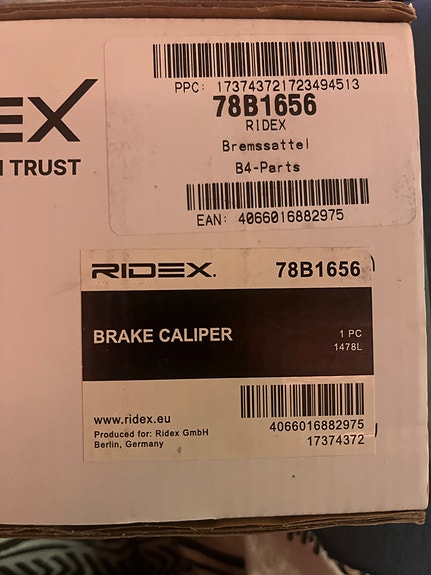 EX
TRUST
PPC: 173743721723494513
78B1656
RIDEX
Bremssattel
B4-Parts
EAN: 4066016882975
RIDEX. 78B1656
BRAKE CALIPER
1 PC
1478L
www.ridex.eu
Produced for: Ridex GmbH
Berlin, Germany
4066016882975
17374372